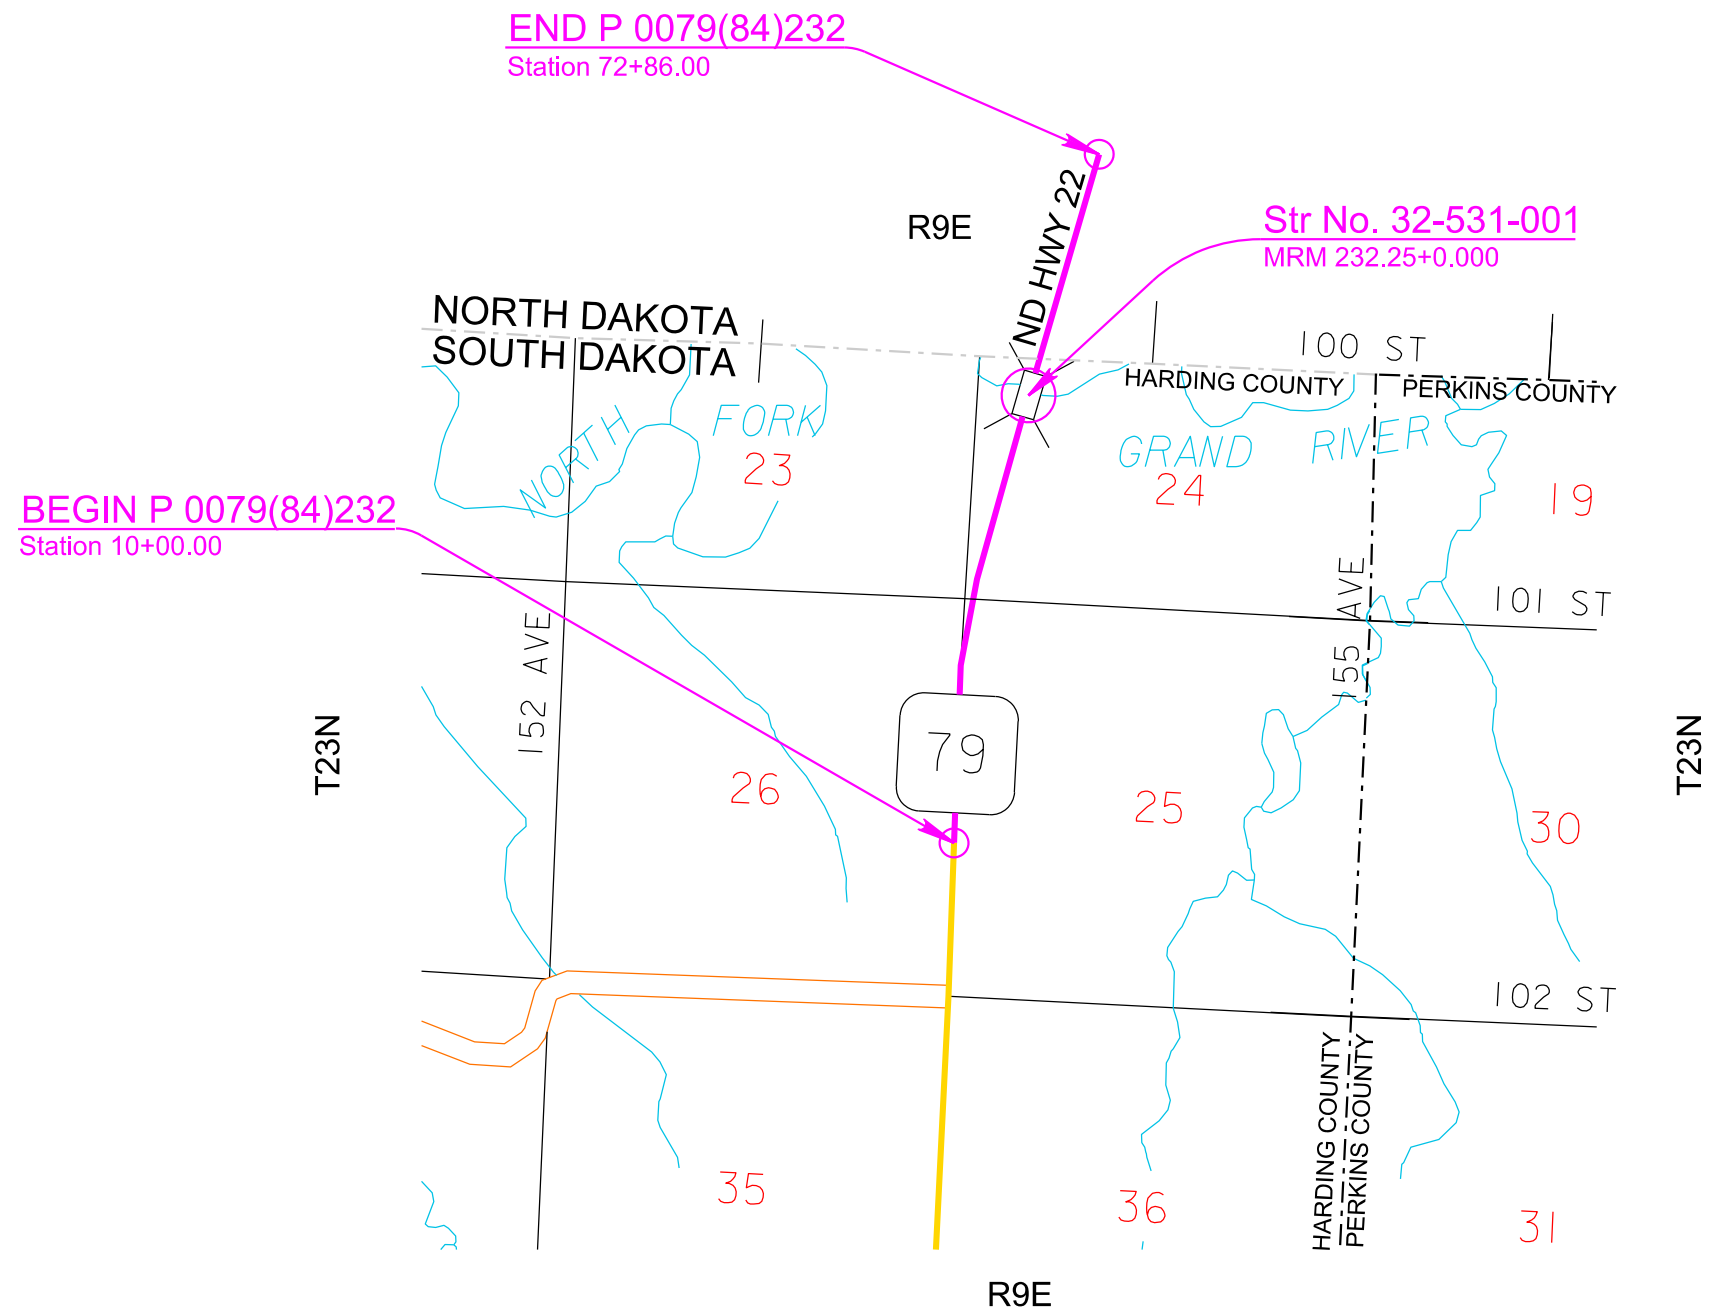 END P 0079(84)232
Station 72+86.00
ND HWY 22
R9E
Str No. 32-531-001
MRM 232.25+0.000
NORTH DAKOTA
SOUTH DAKOTA
100 ST
HARDING COUNTY
PERKINS COUNTY
NORTH FORK GRAND RIVER
23
24
19
BEGIN P 0079(84)232
Station 10+00.00
101 ST
152 AVE
155 AVE
T23N
79
T23N
26
25
30
102 ST
HARDING COUNTY
PERKINS COUNTY
35
36
31
R9E